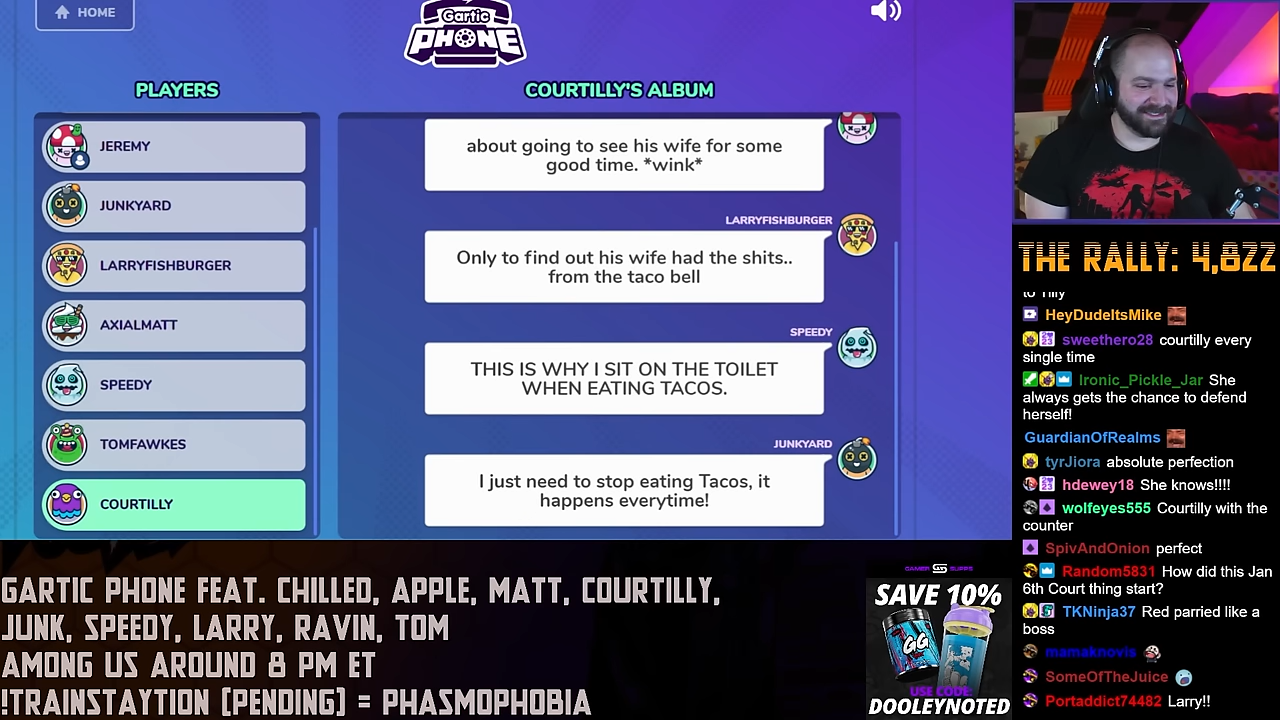 HOME
Gartic
PHONE
PLAYERS
COURTILLY'S ALBUM
JEREMY
JUNKYARD
LARRYFISHBURGER
AXIALMATT
SPEEDY
TOMFAWKES
COURTILLY
about going to see his wife for some
good time. *wink*
LARRYFISHBURGER
Only to find out his wife had the shits..
from the taco bell
SPEEDY
THIS IS WHY I SIT ON THE TOILET
WHEN EATING TACOS.
JUNKYARD
I just need to stop eating Tacos, it
happens everytime!
THE RALLY: 4,822
to Tilly
HeyDudeItsMike
sweethero28 courtilly every
single time
Ironic_Pickle_Jar She
always gets the chance to defend
herself!
GuardianOfRealms
tyrJiora absolute perfection
hdewey18 She knows!!!!
wolfeyes555 Courtilly with the
counter
SpivAndOnion perfect
Random5831 How did this Jan
6th Court thing start?
TKNinja37 Red parried like a
boss
mamaknovis
SomeOfTheJuice
Portaddict74482 Larry!!
GARTIC PHONE FEAT. CHILLED, APPLE, MATT, COURTILLY,
JUNK, SPEEDY, LARRY, RAVIN, TOM
AMONG US AROUND 8 PM ET
!TRAINSTAYTION (PENDING) = PHASMOPHOBIA
GAMER SUPPS
SAVE 10%
GG
USE CODE:
DOOLEYNOTED